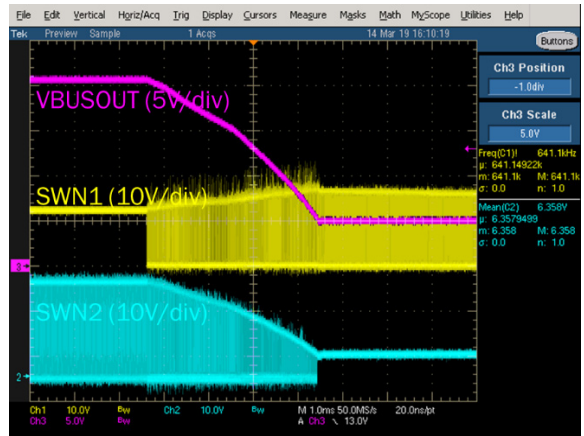 File Edit Vertical Horiz/Acq Trig Display Cursors Measure Masks Math MyScope Utilities Help
Tek Preview Sample 1 Acqs 14 Mar 19 16:10:19
Buttons
Ch3 Position
-1.0div
Ch3 Scale
5.0V
VBUSOUT (5V/div)
Freq(C1)! 641.1kHz
µ: 641.14922k
m: 641.1k M: 641.1k
σ: 0.0 n: 1.0
SWN1 (10V/div)
Mean(C2) 6.358V
µ: 6.3579499
m: 6.358 M: 6.358
σ: 0.0 n: 1.0
3
SWN2 (10V/div)
2
Ch1 10.0V Bw Ch2 10.0V Bw M 1.0ms 50.0MS/s 20.0ns/pt
Ch3 5.0V Bw A Ch3 \ 13.0V